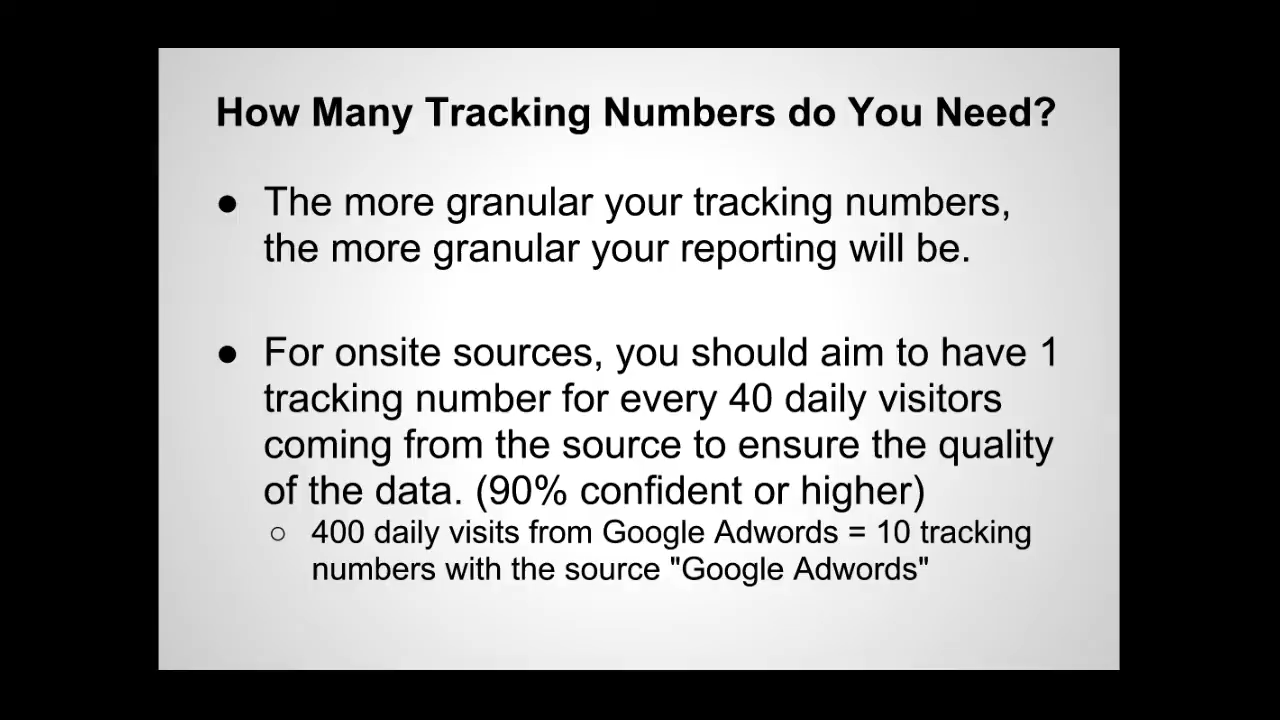 How Many Tracking Numbers do You Need?
● The more granular your tracking numbers,
the more granular your reporting will be.
● For onsite sources, you should aim to have 1
tracking number for every 40 daily visitors
coming from the source to ensure the quality
of the data. (90% confident or higher)
○ 400 daily visits from Google Adwords = 10 tracking
numbers with the source "Google Adwords"